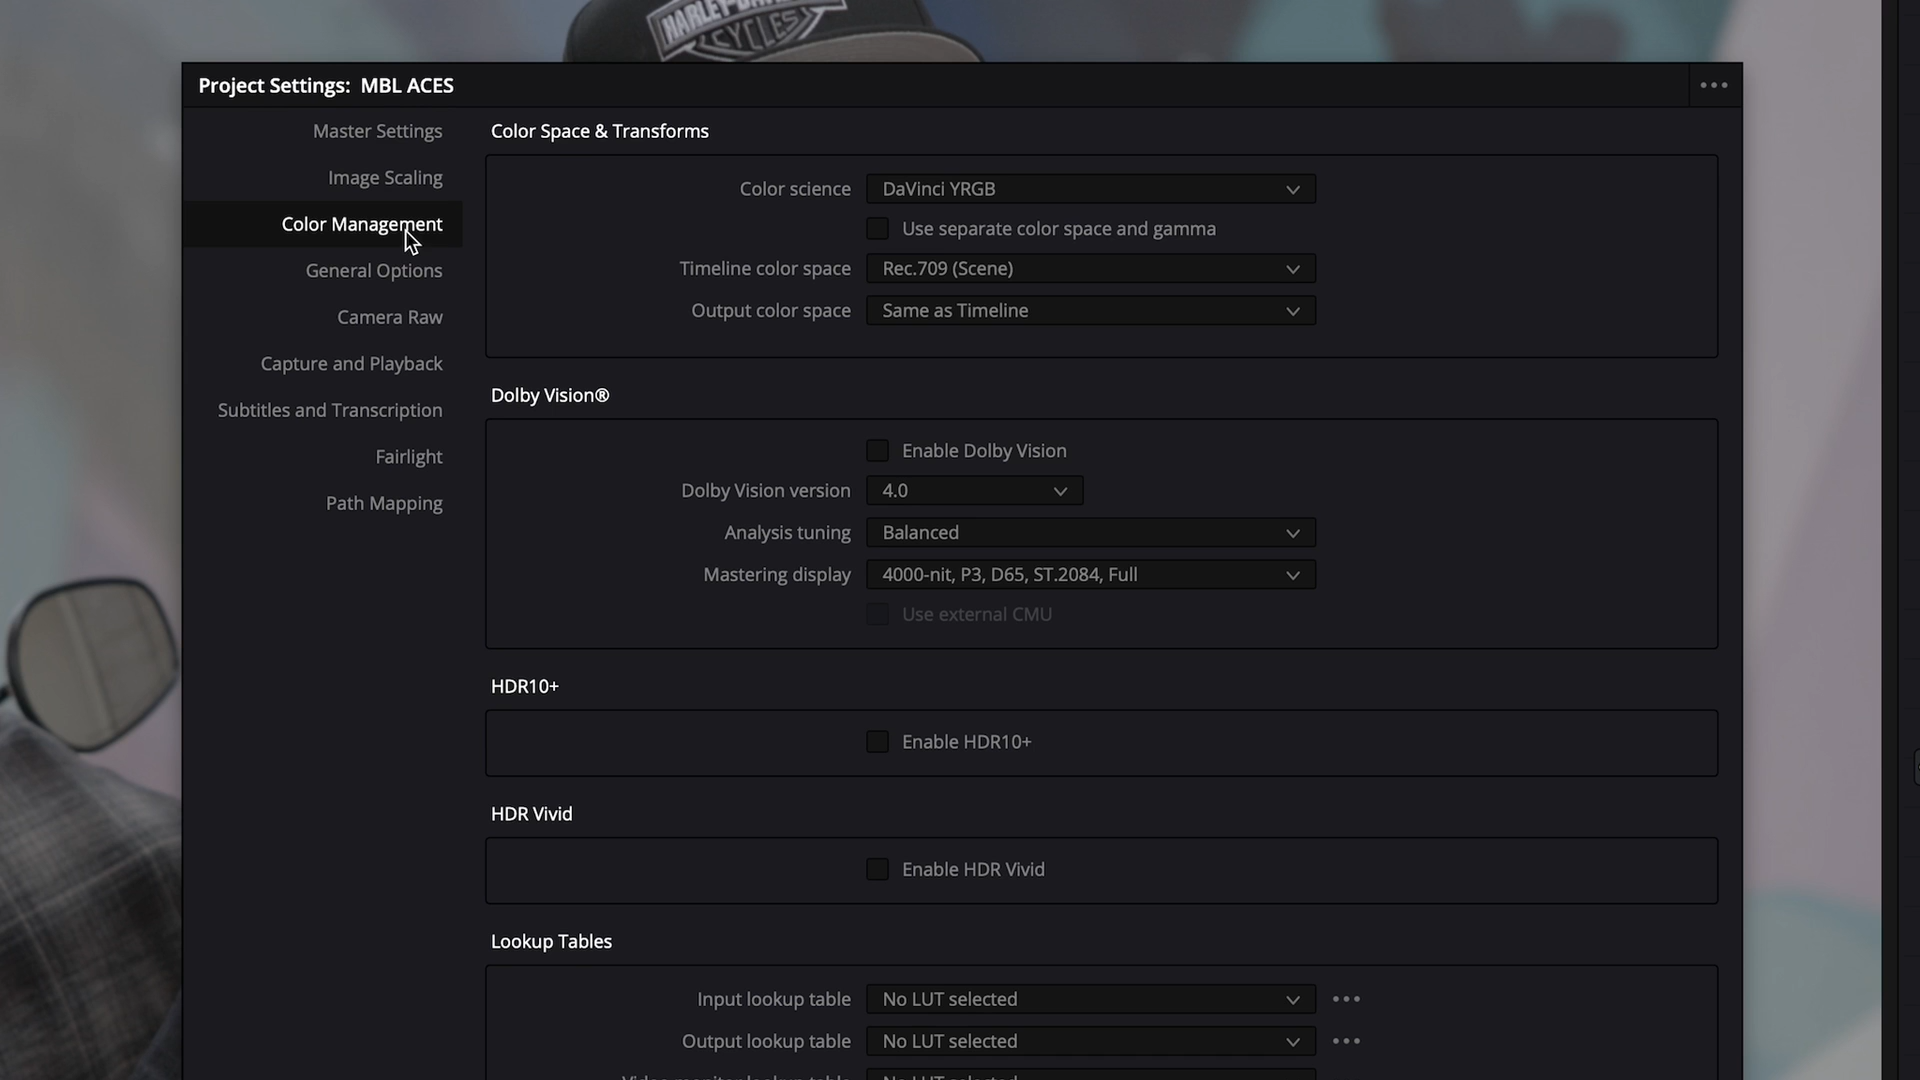 HARLEY-DAVI
CYCLES
Project Settings: MBL ACES
Master Settings
Image Scaling
Color Management
General Options
Camera Raw
Capture and Playback
Subtitles and Transcription
Fairlight
Path Mapping
Color Space & Transforms
Color science DaVinci YRGB
Use separate color space and gamma
Timeline color space Rec.709 (Scene)
Output color space Same as Timeline
Dolby Vision®
Enable Dolby Vision
Dolby Vision version 4.0
Analysis tuning Balanced
Mastering display 4000-nit, P3, D65, ST.2084, Full
Use external CMU
HDR10+
Enable HDR10+
HDR Vivid
Enable HDR Vivid
Lookup Tables
Input lookup table No LUT selected
Output lookup table No LUT selected